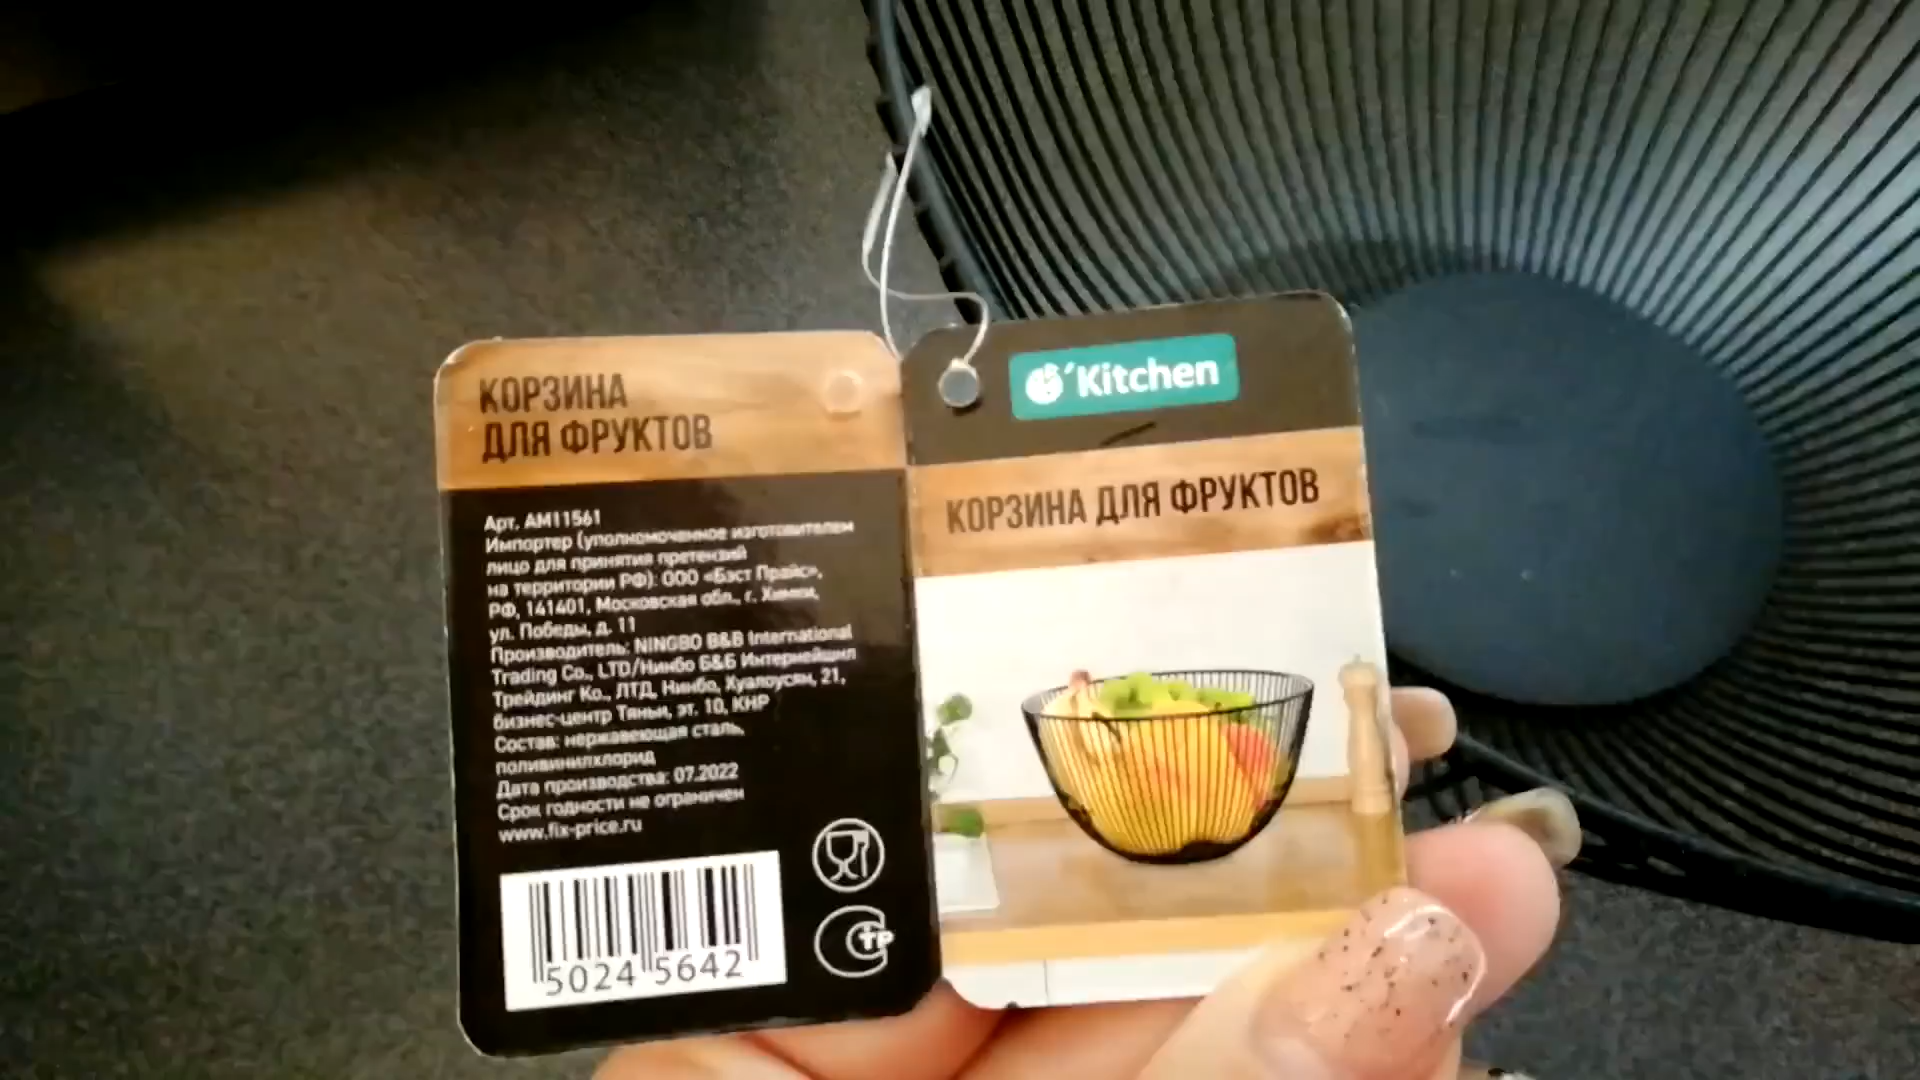 КОРЗИНА
ДЛЯ ФРУКТОВ
Арт. AM11561
Импортер (уполномоченное изготовителем
лицо для принятия претензий
на территории РФ): ООО «Бэст Прайс»,
РФ, 141401, Московская обл., г. Химки,
ул. Победы, д. 11
Производитель: NINGBO B&B International
Trading Co., LTD/Нинбо Б&Б Интернейшнл
Трейдинг Ко., ЛТД, Нинбо, Хуалоусян, 21,
бизнес-центр Тяньи, эт. 10, КНР
Состав: нержавеющая сталь,
поливинилхлорид
Дата производства: 07.2022
Срок годности не ограничен
www.fix-price.ru
5024 5642
СТР
´Kitchen
КОРЗИНА ДЛЯ ФРУКТОВ